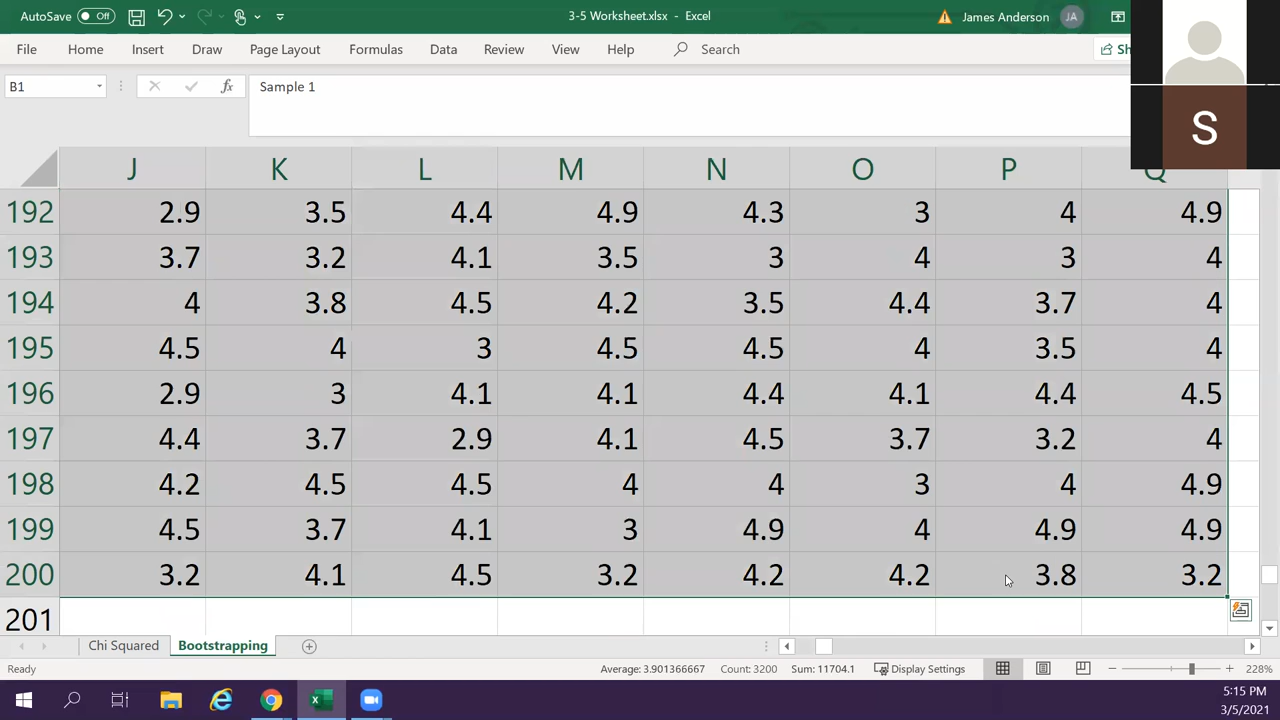 AutoSave Off 3-5 Worksheet.xlsx - Excel James Anderson JA
File Home Insert Draw Page Layout Formulas Data Review View Help Search
B1 fx Sample 1
S
J K L M N O P Q
192 2.9 3.5 4.4 4.9 4.3 3 4 4.9
193 3.7 3.2 4.1 3.5 3 4 3 4
194 4 3.8 4.5 4.2 3.5 4.4 3.7 4
195 4.5 4 3 4.5 4.5 4 3.5 4
196 2.9 3 4.1 4.1 4.4 4.1 4.4 4.5
197 4.4 3.7 2.9 4.1 4.5 3.7 3.2 4
198 4.2 4.5 4.5 4 4 3 4 4.9
199 4.5 3.7 4.1 3 4.9 4 4.9 4.9
200 3.2 4.1 4.5 3.2 4.2 4.2 3.8 3.2
201
Chi Squared Bootstrapping
Ready Average: 3.901366667 Count: 3200 Sum: 11704.1 Display Settings 228%
5:15 PM
3/5/2021